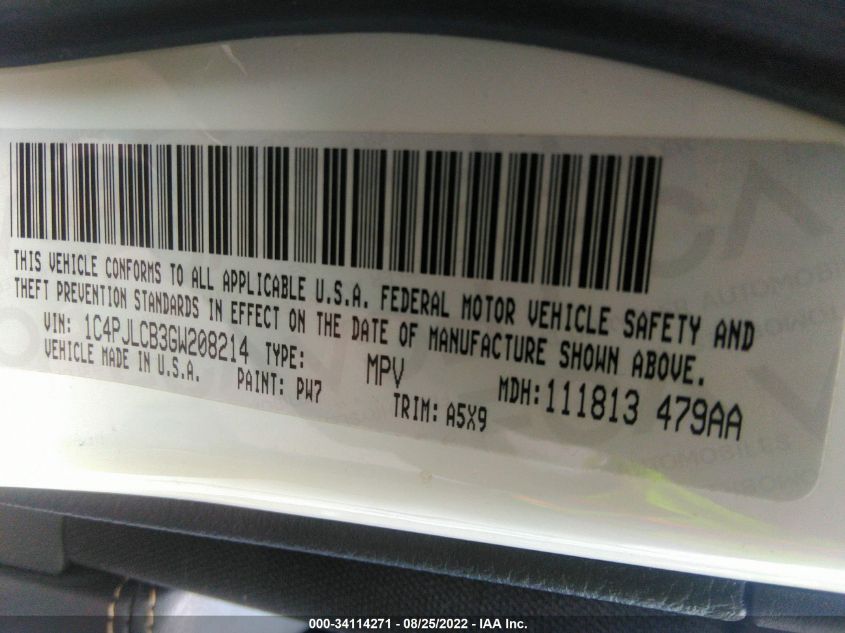 THIS VEHICLE CONFORMS TO ALL APPLICABLE U.S.A. FEDERAL MOTOR VEHICLE SAFETY AND
THEFT PREVENTION STANDARDS IN EFFECT ON THE DATE OF MANUFACTURE SHOWN ABOVE.
VIN: 1C4PJLCB3GW208214 TYPE: MPV MDH:111813 479AA
VEHICLE MADE IN U.S.A. PAINT: PW7 TRIM: A5X9
000-34114271 - 08/25/2022 - IAA Inc.